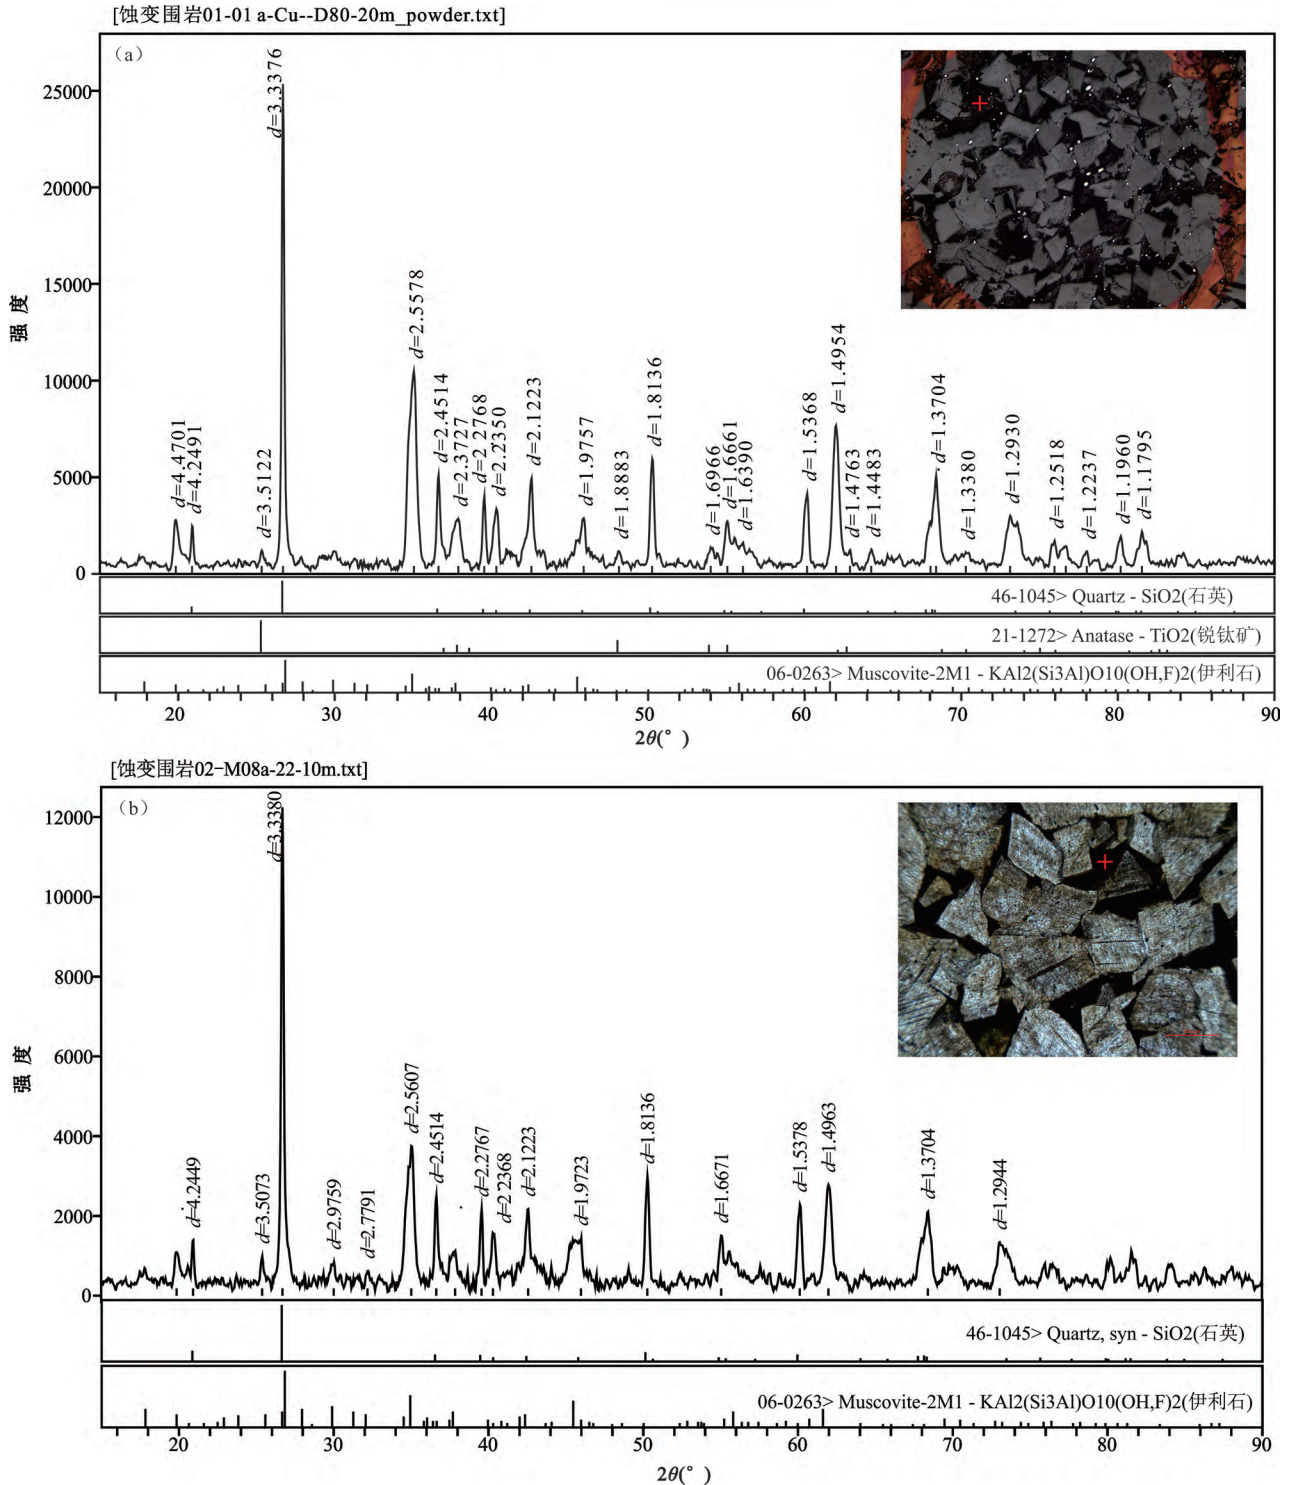 [蚀变围岩01-01 a-Cu--D80-20m_powder.txt]
(a)
强 度
25000
20000
15000
10000
5000
0
d=4.4701
d=4.2491
d=3.5122
d=3.3376
d=2.5578
d=2.4514
d=2.3727
d=2.2768
d=2.2350
d=2.1223
d=1.9757
d=1.8883
d=1.8136
d=1.6966
d=1.6661
d=1.6390
d=1.5368
d=1.4954
d=1.4763
d=1.4483
d=1.3704
d=1.3380
d=1.2930
d=1.2518
d=1.2237
d=1.1960
d=1.1795
46-1045> Quartz - SiO2(石英)
21-1272> Anatase - TiO2(锐钛矿)
06-0263> Muscovite-2M1 - KAl2(Si3Al)O10(OH,F)2(伊利石)
20 30 40 50 60 70 80 90
2θ(° )
[蚀变围岩02-M08a-22-10m.txt]
(b)
强 度
12000
10000
8000
6000
4000
2000
0
d=4.2449
d=3.5073
d=3.3380
d=2.9759
d=2.7791
d=2.5607
d=2.4514
d=2.2767
d=2 2368
d=2.1223
d=1.9723
d=1.8136
d=1.6671
d=1.5378
d=1.4963
d=1.3704
d=1.2944
46-1045> Quartz, syn - SiO2(石英)
06-0263> Muscovite-2M1 - KAl2(Si3Al)O10(OH,F)2(伊利石)
20 30 40 50 60 70 80 90
2θ(° )